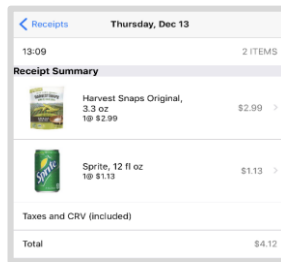 Receipts
Thursday, Dec 13
13:09
2 ITEMS
Receipt Summary
Harvest Snaps Original,
3.3 oz
1@ $2.99
$2.99
Sprite
Sprite, 12 fl oz
1@ $1.13
$1.13
Taxes and CRV (included)
Total
$4.12